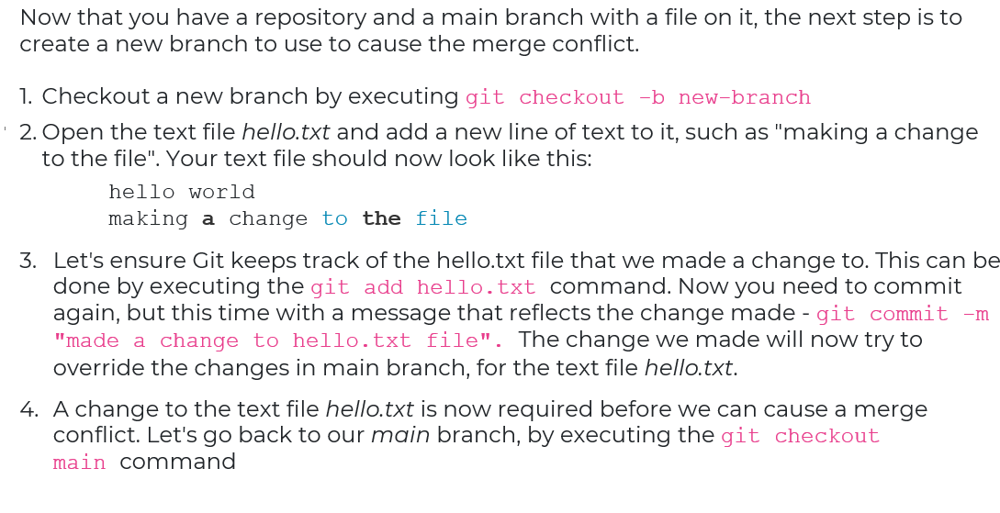 Now that you have a repository and a main branch with a file on it, the next step is to
create a new branch to use to cause the merge conflict.
1. Checkout a new branch by executing git checkout -b new-branch
2. Open the text file hello.txt and add a new line of text to it, such as "making a change
to the file". Your text file should now look like this:
hello world
making a change to the file
3. Let's ensure Git keeps track of the hello.txt file that we made a change to. This can be
done by executing the git add hello.txt command. Now you need to commit
again, but this time with a message that reflects the change made - git commit -m
"made a change to hello.txt file". The change we made will now try to
override the changes in main branch, for the text file hello.txt.
4. A change to the text file hello.txt is now required before we can cause a merge
conflict. Let's go back to our main branch, by executing the git checkout
main command